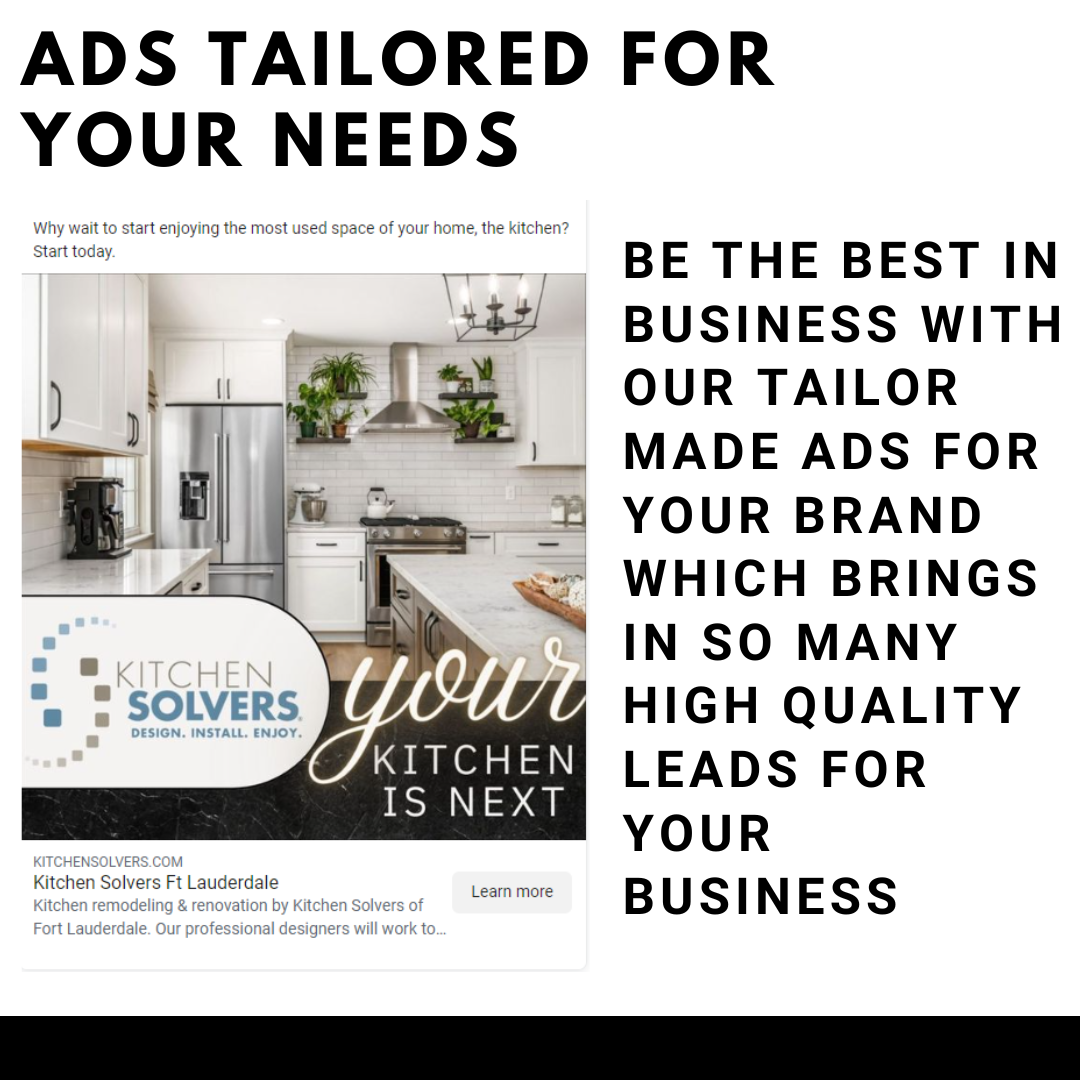 ADS TAILORED FOR
YOUR NEEDS
Why wait to start enjoying the most used space of your home, the kitchen?
Start today.
KITCHEN
SOLVERS®
DESIGN. INSTALL. ENJOY.
your
KITCHEN
IS NEXT
KITCHENSOLVERS.COM
Kitchen Solvers Ft Lauderdale
Kitchen remodeling & renovation by Kitchen Solvers of
Fort Lauderdale. Our professional designers will work to...
Learn more
BE THE BEST IN
BUSINESS WITH
OUR TAILOR
MADE ADS FOR
YOUR BRAND
WHICH BRINGS
IN SO MANY
HIGH QUALITY
LEADS FOR
YOUR
BUSINESS